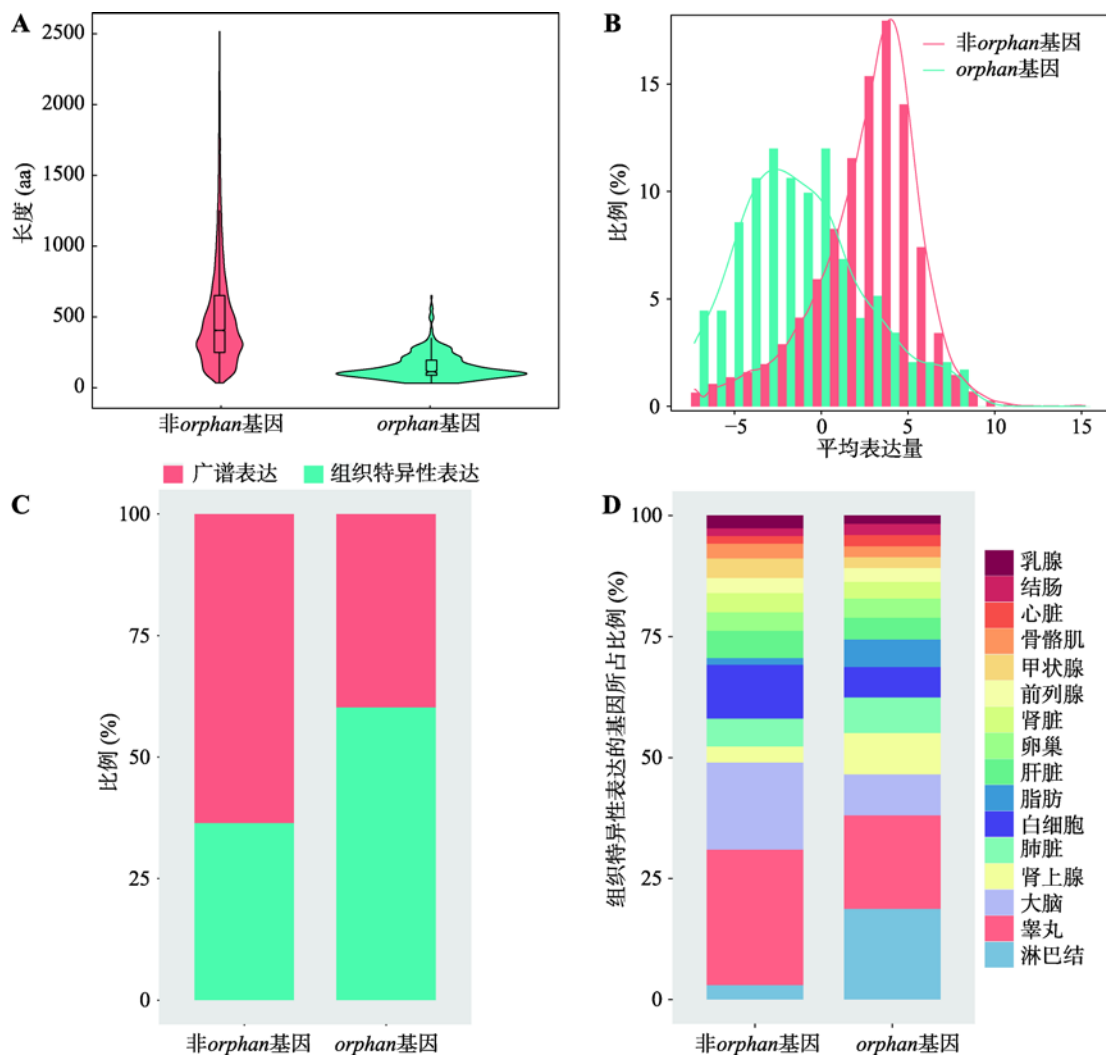 A
2500
2000
1500
1000
500
0
长度 (aa)
非orphan基因
orphan基因
B
非orphan基因
orphan基因
15
10
5
0
比例 (%)
−5
0
5
10
15
平均表达量
广谱表达
组织特异性表达
C
100
75
50
25
0
比例 (%)
非orphan基因
orphan基因
D
100
75
50
25
0
组织特异性表达的基因所占比例 (%)
非orphan基因
orphan基因
乳腺
结肠
心脏
骨骼肌
甲状腺
前列腺
肾脏
卵巢
肝脏
脂肪
白细胞
肺脏
肾上腺
大脑
睾丸
淋巴结